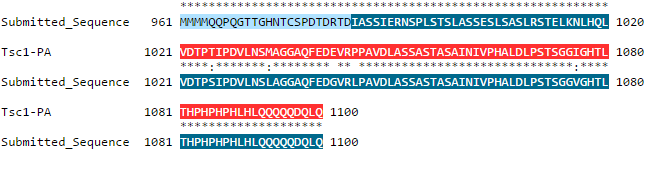 ************************************************************
Submitted_Sequence 961 MMMMQQPQGTTGHNTCSPDTDRTDIASSIERNSPLSTSLASSESLSASLRSTELKNLHQL 1020
Tsc1-PA 1021 VDTPTIPDVLNSMAGGAQFEDEVRPPAVDLASSASTASAINIVPHALDLPSTSGGIGHTL 1080
****:*******:******** ** ******************************:****
Submitted_Sequence 1021 VDTPSIPDVLNSLAGGAQFEDGVRLPAVDLASSASTASAINIVPHALDLPSTSGGVGHTL 1080
Tsc1-PA 1081 THPHPHPHLHLQQQQQDQLQ 1100
********************
Submitted_Sequence 1081 THPHPHPHLHLQQQQQDQLQ 1100